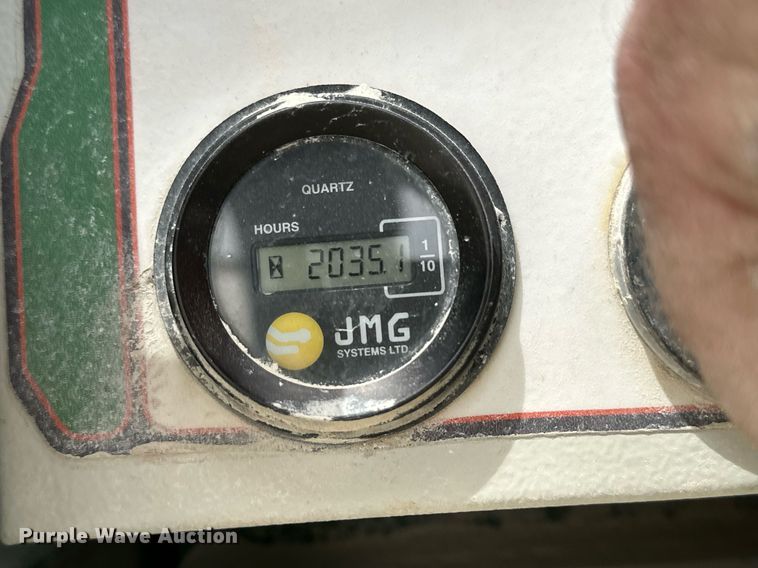 QUARTZ
HOURS
2035.1
1
10
JMG
SYSTEMS LTD.
Purple Wave Auction